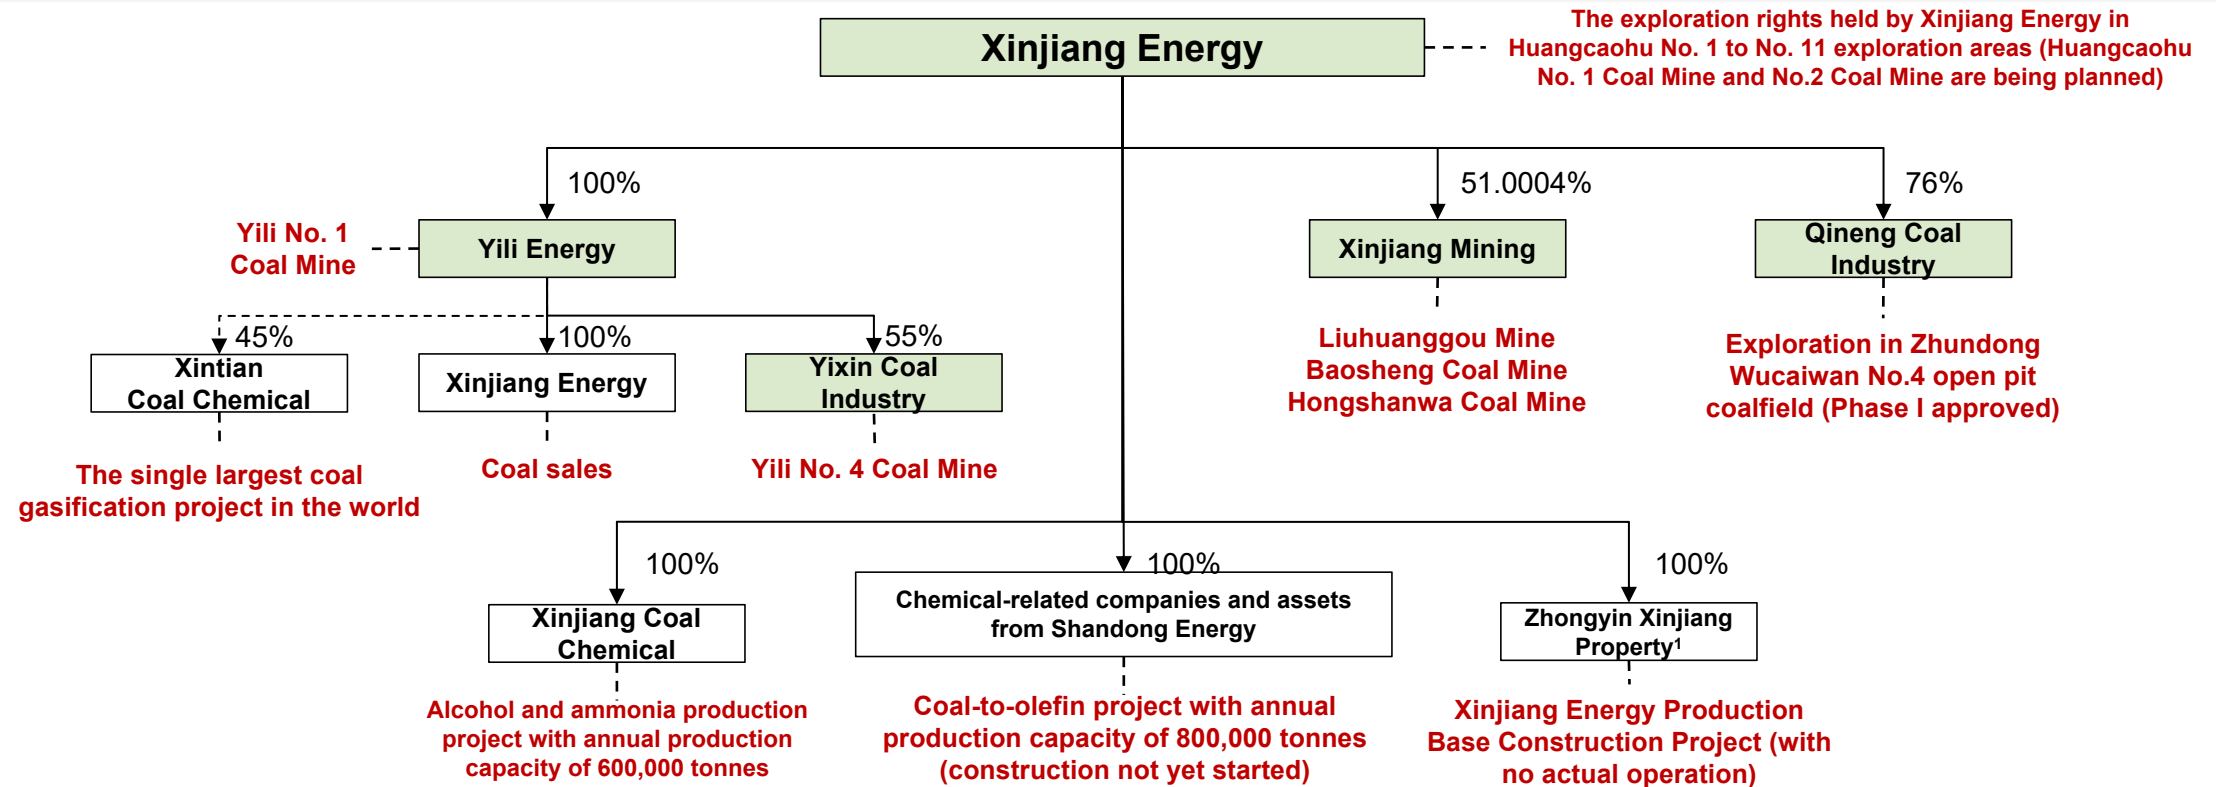 Xinjiang Energy
The exploration rights held by Xinjiang Energy in
Huangcaohu No. 1 to No. 11 exploration areas (Huangcaohu
No. 1 Coal Mine and No.2 Coal Mine are being planned)
100%
51.0004%
76%
Yili No. 1
Coal Mine
Yili Energy
Xinjiang Mining
Qineng Coal
Industry
45%
100%
55%
Xintian
Coal Chemical
Xinjiang Energy
Yixin Coal
Industry
Liuhuanggou Mine
Baosheng Coal Mine
Hongshanwa Coal Mine
Exploration in Zhundong
Wucaiwan No.4 open pit
coalfield (Phase I approved)
The single largest coal
gasification project in the world
Coal sales
Yili No. 4 Coal Mine
100%
100%
100%
Xinjiang Coal
Chemical
Chemical-related companies and assets
from Shandong Energy
Zhongyin Xinjiang
Property¹
Alcohol and ammonia production
project with annual production
capacity of 600,000 tonnes
Coal-to-olefin project with annual
production capacity of 800,000 tonnes
(construction not yet started)
Xinjiang Energy Production
Base Construction Project (with
no actual operation)